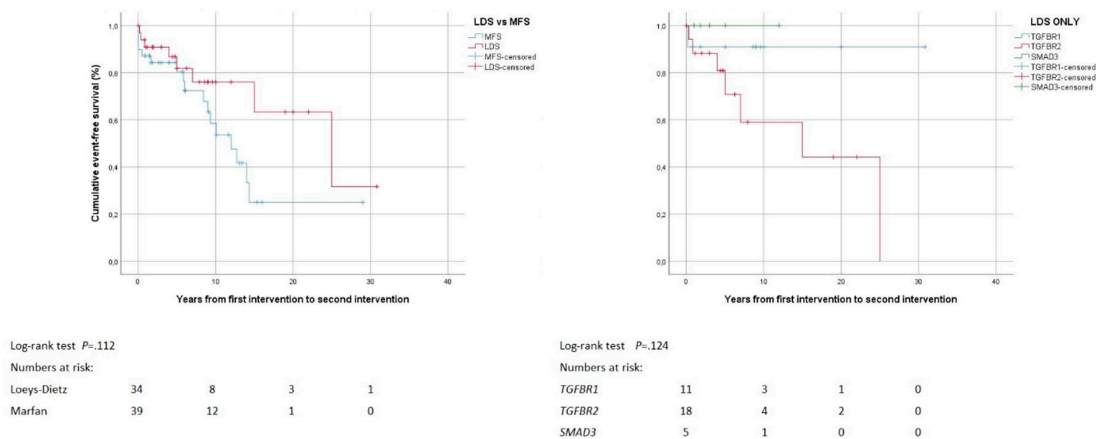 LDS vs MFS
MFS
LDS
MFS-censored
LDS-censored
Cumulative event-free survival (%)
1,0
0,8
0,6
0,4
0,2
0,0
0 10 20 30 40
Years from first intervention to second intervention
Log-rank test P=.112
Numbers at risk:
Loeys-Dietz 34 8 3 1
Marfan 39 12 1 0
LDS ONLY
TGFBR1
TGFBR2
SMAD3
TGFBR1-censored
TGFBR2-censored
SMAD3-censored
1,0
0,8
0,6
0,4
0,2
0,0
0 10 20 30 40
Years from first intervention to second intervention
Log-rank test P=.124
Numbers at risk:
TGFBR1 11 3 1 0
TGFBR2 18 4 2 0
SMAD3 5 1 0 0